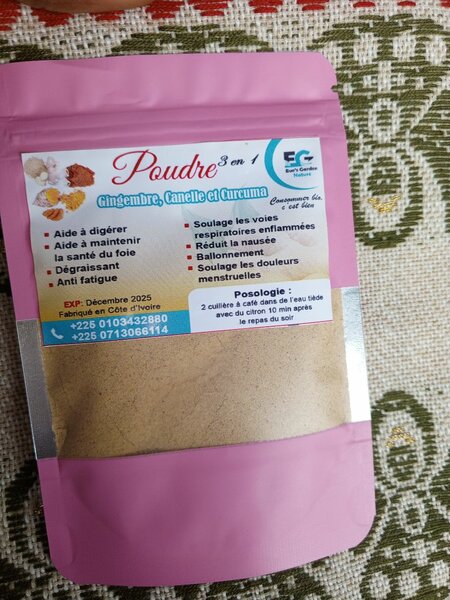 Poudre 3 en 1
EG
Eve's Garden
Nature
Gingembre, Canelle et Curcuma
Consommer bio,
c'est bien
Aide à digérer
Aide à maintenir
la santé du foie
Dégraissant
Anti fatigue
Soulage les voies
respiratoires enflammées
Réduit la nausée
Ballonnement
Soulage les douleurs
menstruelles
EXP: Décembre 2025
Fabriqué en Côte d'Ivoire
+225 0103432880
+225 0713066114
Posologie :
2 cuillère à café dans de l'eau tiède
avec du citron 10 min après
le repas du soir